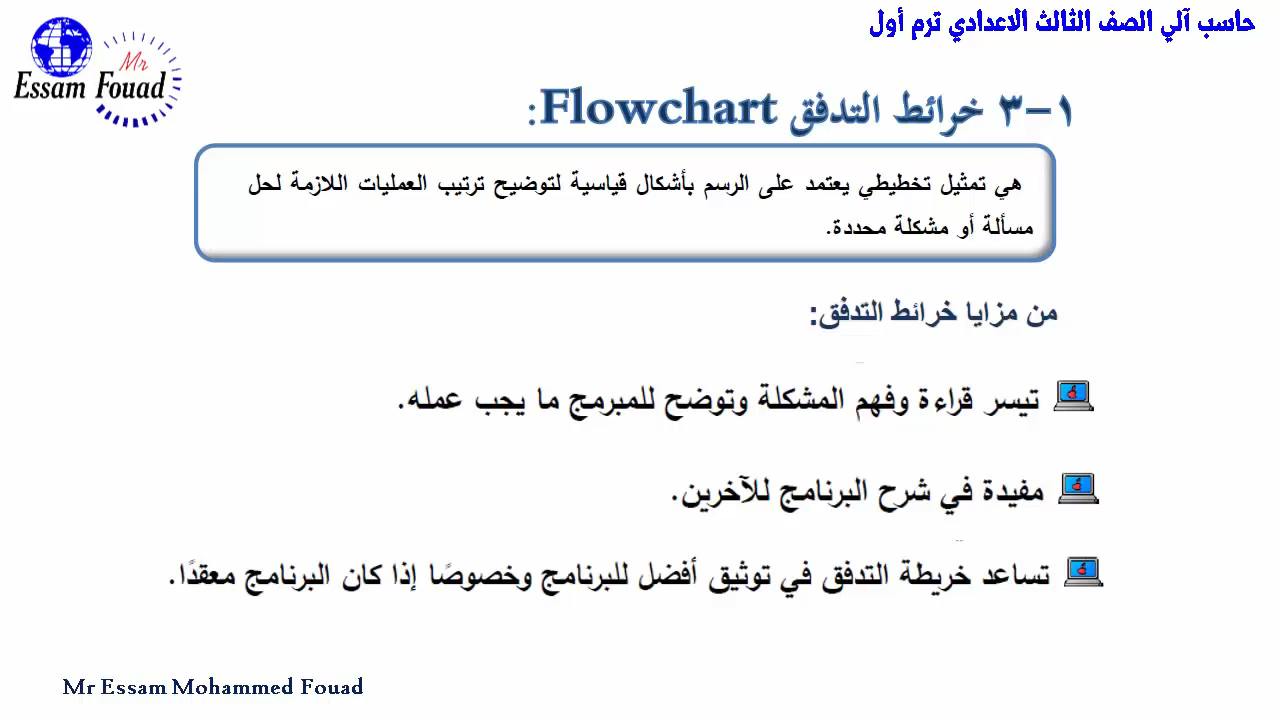 حاسب آلي الصف الثالث الاعدادي ترم أول
Mr
Essam Fouad
١-٣ خرائط التدفق Flowchart:
هي تمثيل تخطيطي يعتمد على الرسم بأشكال قياسية لتوضيح ترتيب العمليات اللازمة لحل
مسألة أو مشكلة محددة.
من مزايا خرائط التدفق:
تيسر قراءة وفهم المشكلة وتوضح للمبرمج ما يجب عمله.
مفيدة في شرح البرنامج للآخرين.
تساعد خريطة التدفق في توثيق أفضل للبرنامج وخصوصًا إذا كان البرنامج معقدًا.
Mr Essam Mohammed Fouad